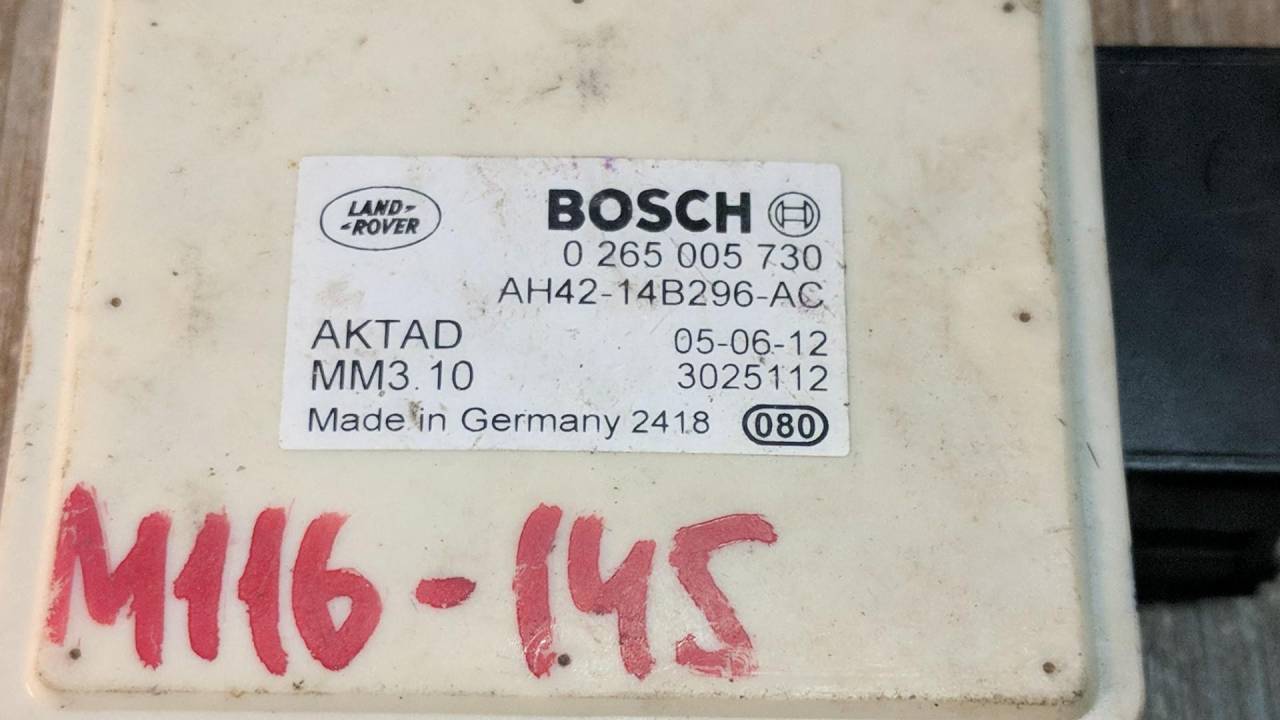 LAND-
-ROVER
BOSCH
0 265 005 730
AH42-14B296-AC
AKTAD 05-06-12
MM3.10 3025112
Made in Germany 2418 080
M116-145